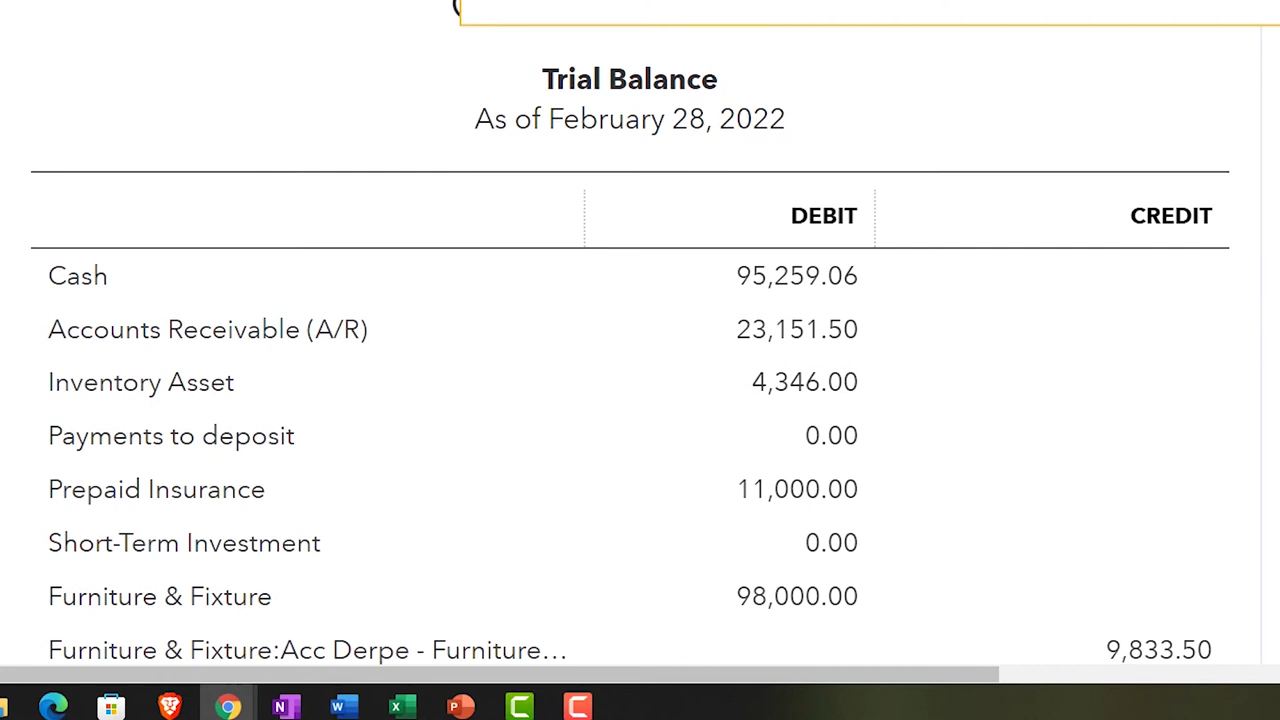 Trial Balance
As of February 28, 2022
DEBIT CREDIT
Cash 95,259.06
Accounts Receivable (A/R) 23,151.50
Inventory Asset 4,346.00
Payments to deposit 0.00
Prepaid Insurance 11,000.00
Short-Term Investment 0.00
Furniture & Fixture 98,000.00
Furniture & Fixture:Acc Derpe - Furniture… 9,833.50